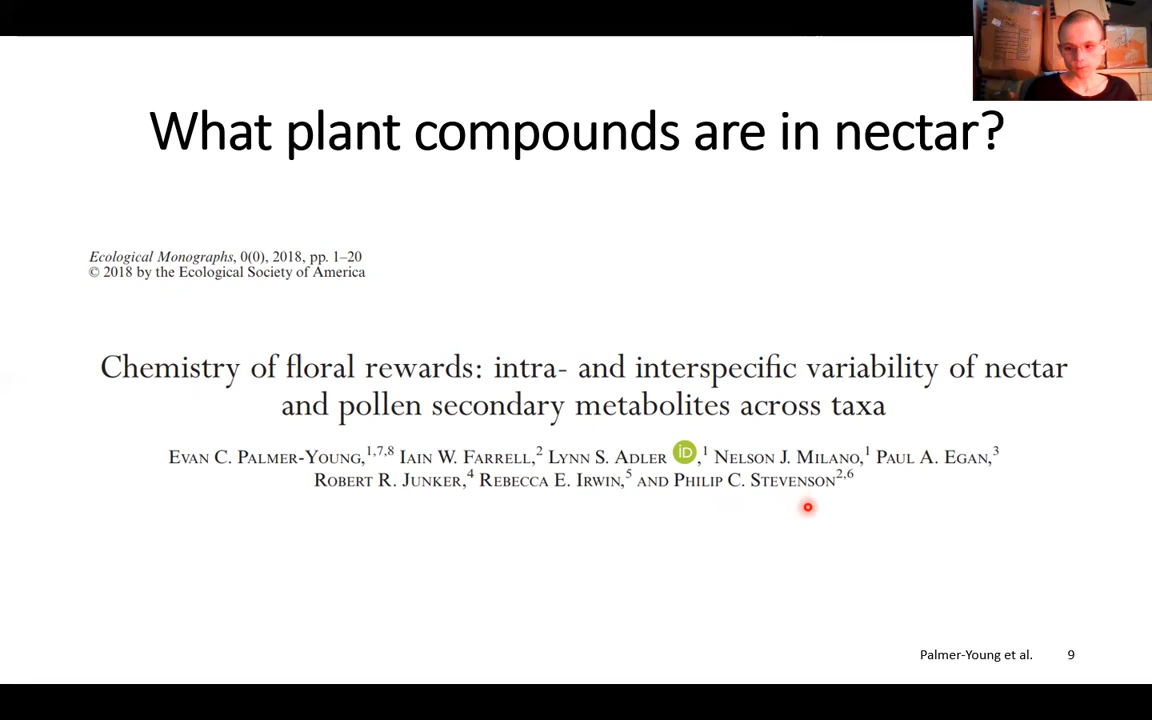 What plant compounds are in nectar?
Ecological Monographs, 0(0), 2018, pp. 1–20
© 2018 by the Ecological Society of America
Chemistry of floral rewards: intra- and interspecific variability of nectar
and pollen secondary metabolites across taxa
EVAN C. PALMER-YOUNG,1,7,8 IAIN W. FARRELL,2 LYNN S. ADLER iD,1 NELSON J. MILANO,1 PAUL A. EGAN,3
ROBERT R. JUNKER,4 REBECCA E. IRWIN,5 AND PHILIP C. STEVENSON2,6
Palmer-Young et al. 9